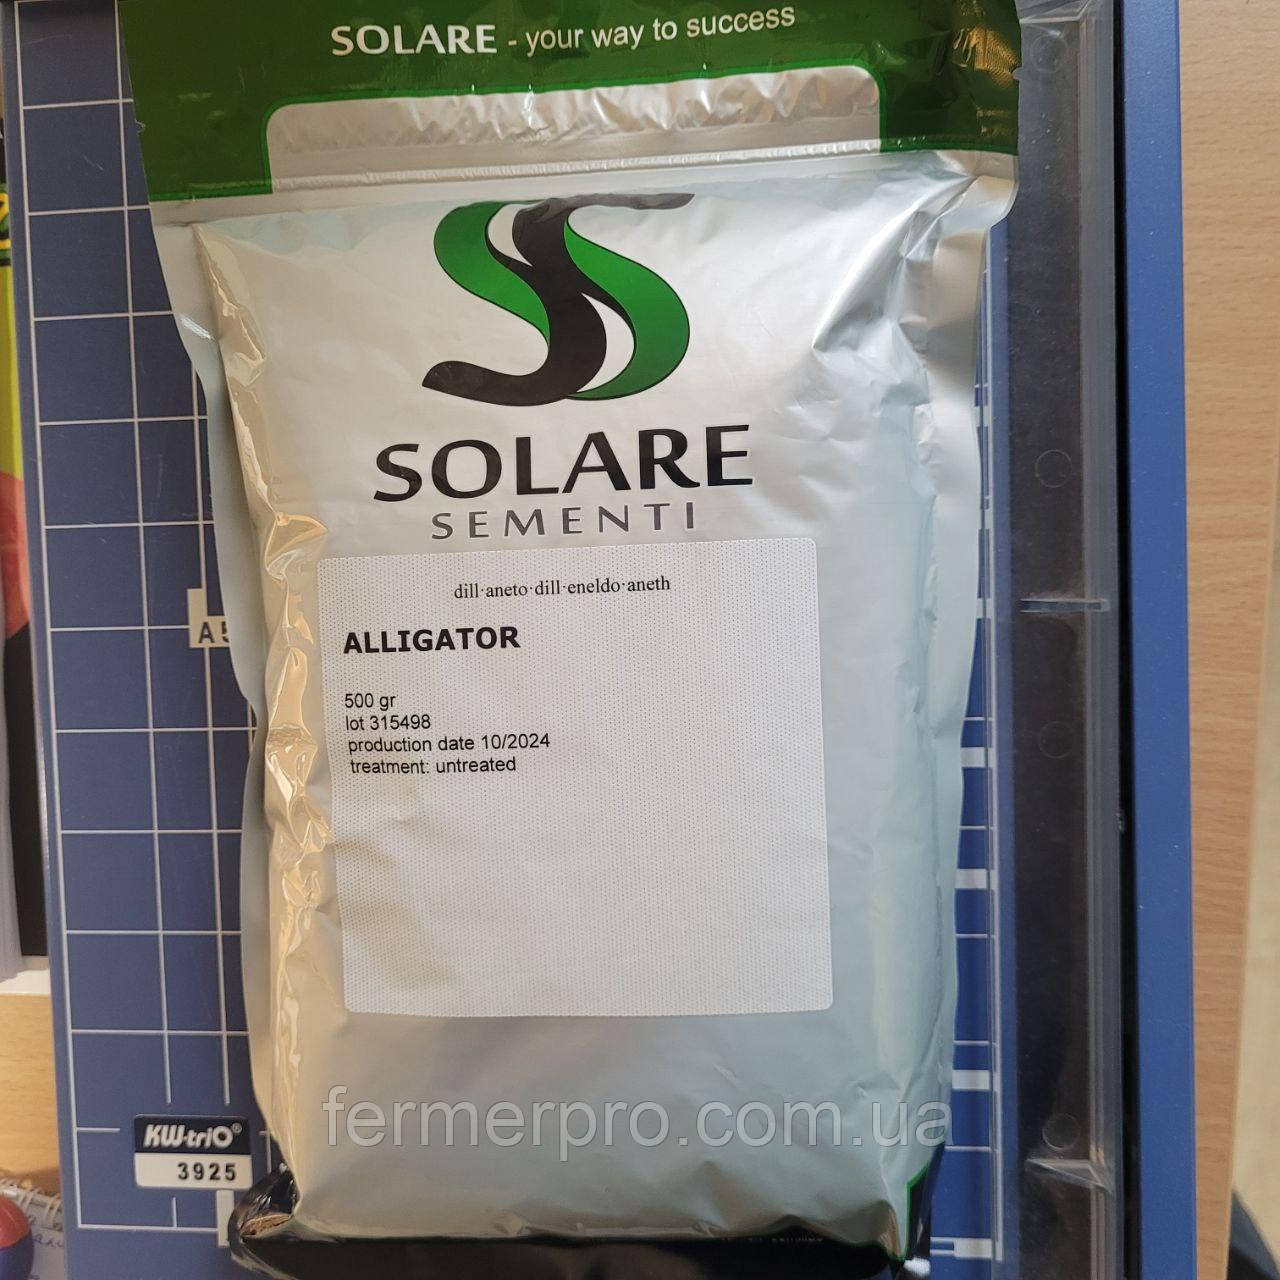 SOLARE - your way to success
SOLARE
SEMENTI
dill·aneto·dill·eneldo·aneth
ALLIGATOR
500 gr
lot 315498
production date 10/2024
treatment: untreated
A5
fermerpro.com.ua
KW-triO®
3925